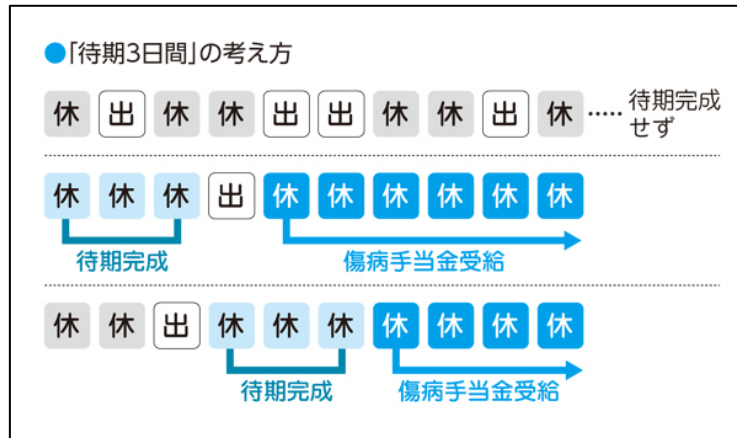 ●「待期3日間」の考え方
休 出 休 休 出 出 休 休 出 休 ‥‥‥ 待期完成
せず
休 休 休 出 休 休 休 休 休 休
待期完成 傷病手当金受給
休 休 出 休 休 休 休 休 休 休
待期完成 傷病手当金受給